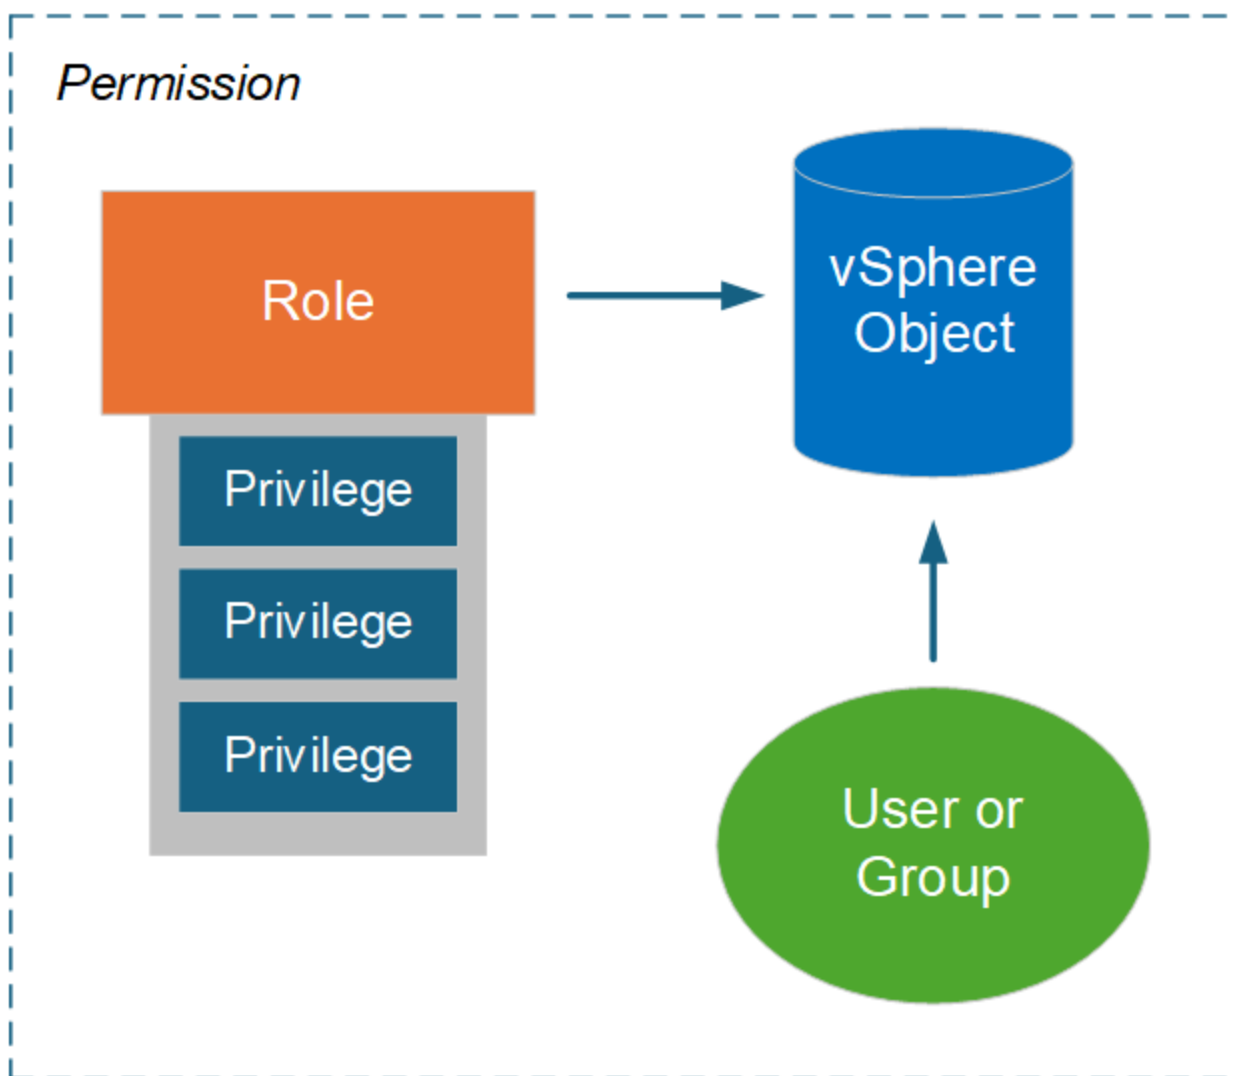 Permission
Role
Privilege
Privilege
Privilege
vSphere
Object
User or
Group